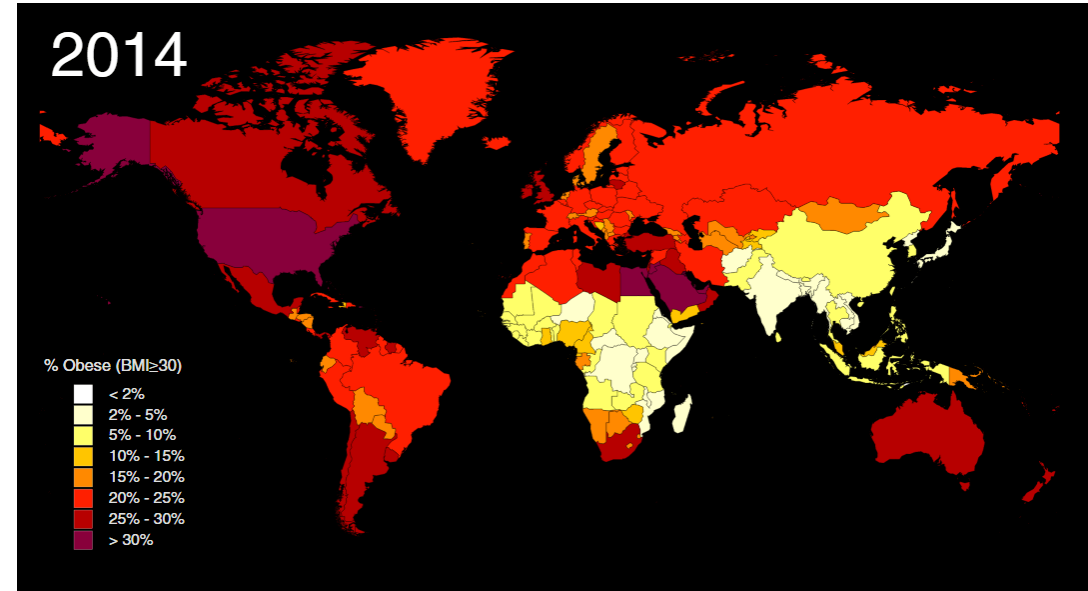 2014
% Obese (BMI≥30)
< 2%
2% - 5%
5% - 10%
10% - 15%
15% - 20%
20% - 25%
25% - 30%
> 30%